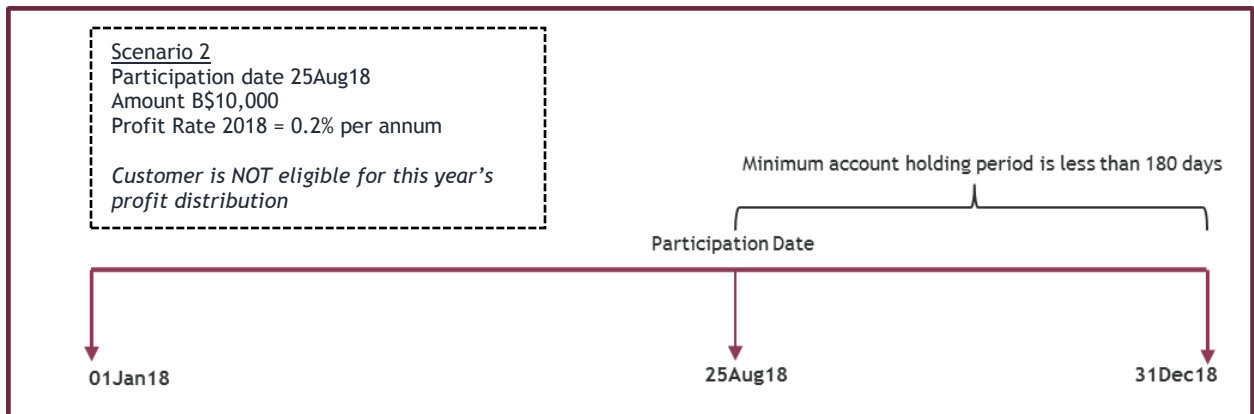 Scenario 2
Participation date 25Aug18
Amount B$10,000
Profit Rate 2018 = 0.2% per annum
Customer is NOT eligible for this year’s
profit distribution
Minimum account holding period is less than 180 days
Participation Date
01Jan18
25Aug18
31Dec18